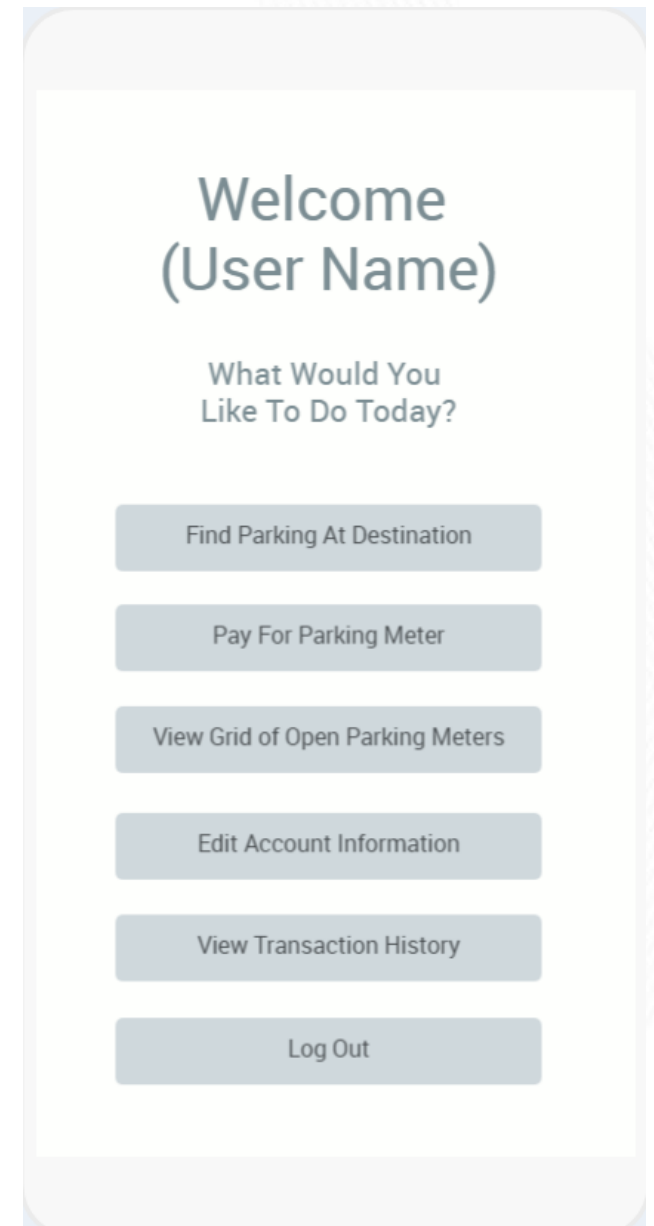 Welcome
(User Name)
What Would You
Like To Do Today?
Find Parking At Destination
Pay For Parking Meter
View Grid of Open Parking Meters
Edit Account Information
View Transaction History
Log Out